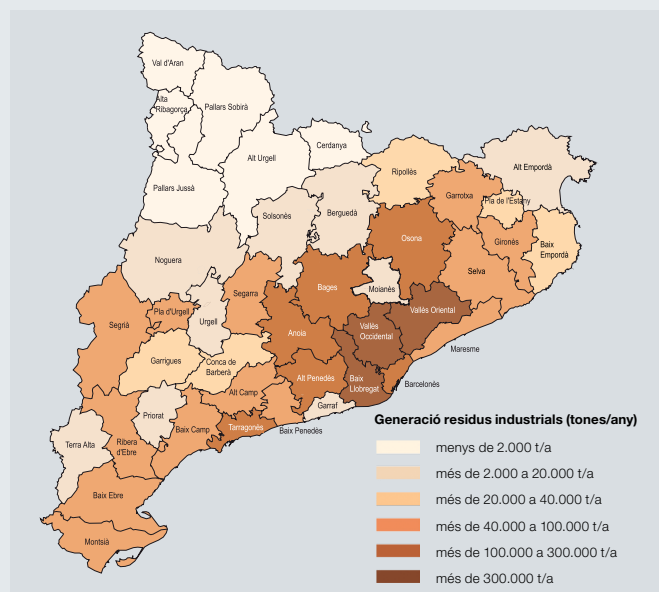 Val d'Aran
Alta
Ribagorça
Pallars Sobirà
Cerdanya
Alt Urgell
Ripollès
Alt Empordà
Pallars Jussà
Garrotxa
Pla de l'Estany
Solsonès
Berguedà
Osona
Gironès
Baix
Empordà
Noguera
Selva
Bages
Moianès
Segarra
Pla d'Urgell
Vallès Oriental
Segrià
Urgell
Anoia
Vallès
Occidental
Maresme
Garrigues
Conca de
Barberà
Alt Penedès
Baix
Llobregat
Barcelonès
Alt Camp
Garraf
Priorat
Baix Camp
Tarragonès
Baix Penedès
Terra Alta
Ribera
d'Ebre
Baix Ebre
Montsià
Generació residus industrials (tones/any)
menys de 2.000 t/a
més de 2.000 a 20.000 t/a
més de 20.000 a 40.000 t/a
més de 40.000 a 100.000 t/a
més de 100.000 a 300.000 t/a
més de 300.000 t/a